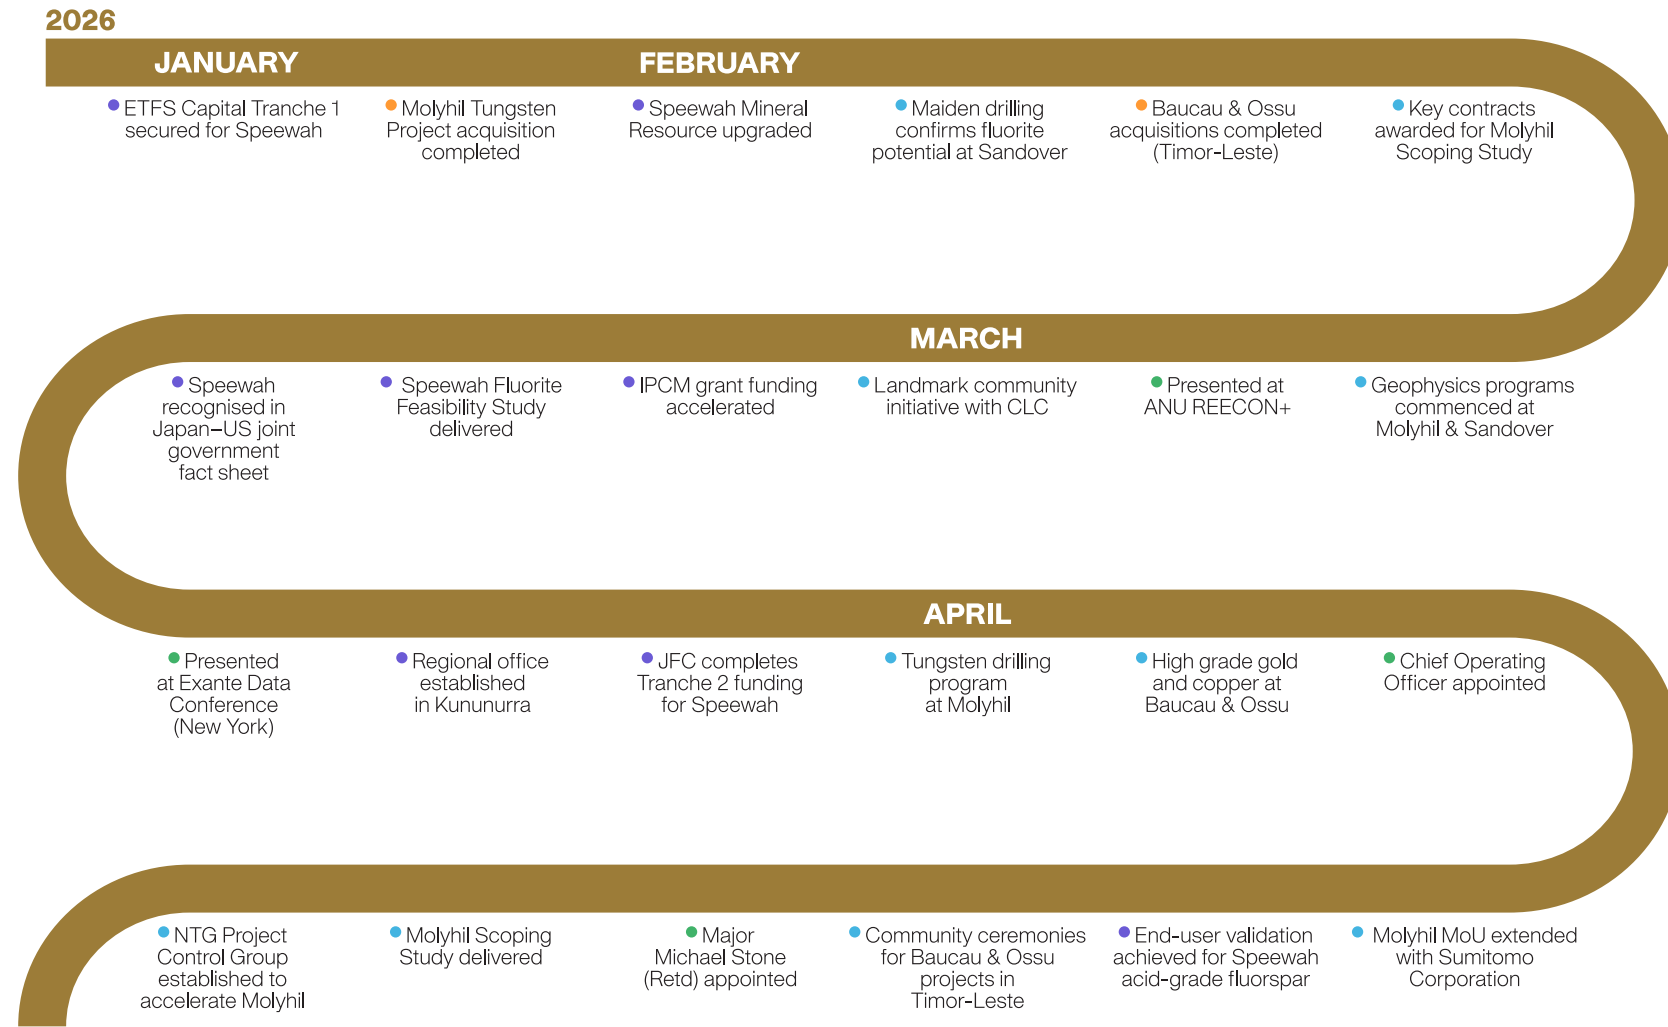 2026
JANUARY
FEBRUARY
ETFS Capital Tranche 1
secured for Speewah
Molyhil Tungsten
Project acquisition
completed
Speewah Mineral
Resource upgraded
Maiden drilling
confirms fluorite
potential at Sandover
Baucau & Ossu
acquisitions completed
(Timor-Leste)
Key contracts
awarded for Molyhil
Scoping Study
MARCH
Speewah
recognised in
Japan–US joint
government
fact sheet
Speewah Fluorite
Feasibility Study
delivered
IPCM grant funding
accelerated
Landmark community
initiative with CLC
Presented at
ANU REECON+
Geophysics programs
commenced at
Molyhil & Sandover
APRIL
Presented
at Exante Data
Conference
(New York)
Regional office
established
in Kununurra
JFC completes
Tranche 2 funding
for Speewah
Tungsten drilling
program
at Molyhil
High grade gold
and copper at
Baucau & Ossu
Chief Operating
Officer appointed
NTG Project
Control Group
established to
accelerate Molyhil
Molyhil Scoping
Study delivered
Major
Michael Stone
(Retd) appointed
Community ceremonies
for Baucau & Ossu
projects in
Timor-Leste
End-user validation
achieved for Speewah
acid-grade fluorspar
Molyhil MoU extended
with Sumitomo
Corporation